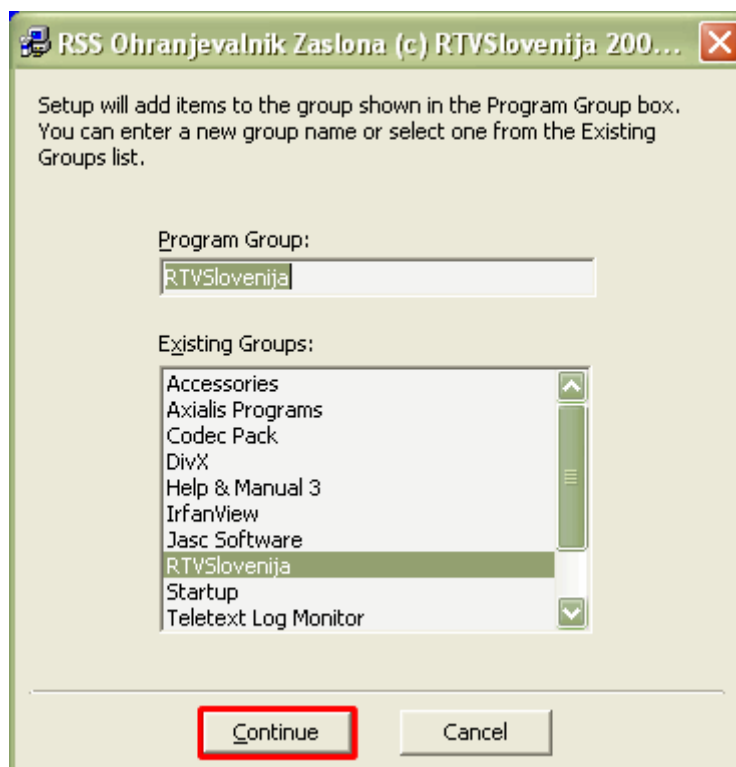 RSS Ohranjevalnik Zaslona (c) RTVSlovenija 200...
Setup will add items to the group shown in the Program Group box.
You can enter a new group name or select one from the Existing
Groups list.
Program Group:
RTVSlovenija
Existing Groups:
Accessories
Axialis Programs
Codec Pack
DivX
Help & Manual 3
IrfanView
Jasc Software
RTVSlovenija
Startup
Teletext Log Monitor
Continue
Cancel